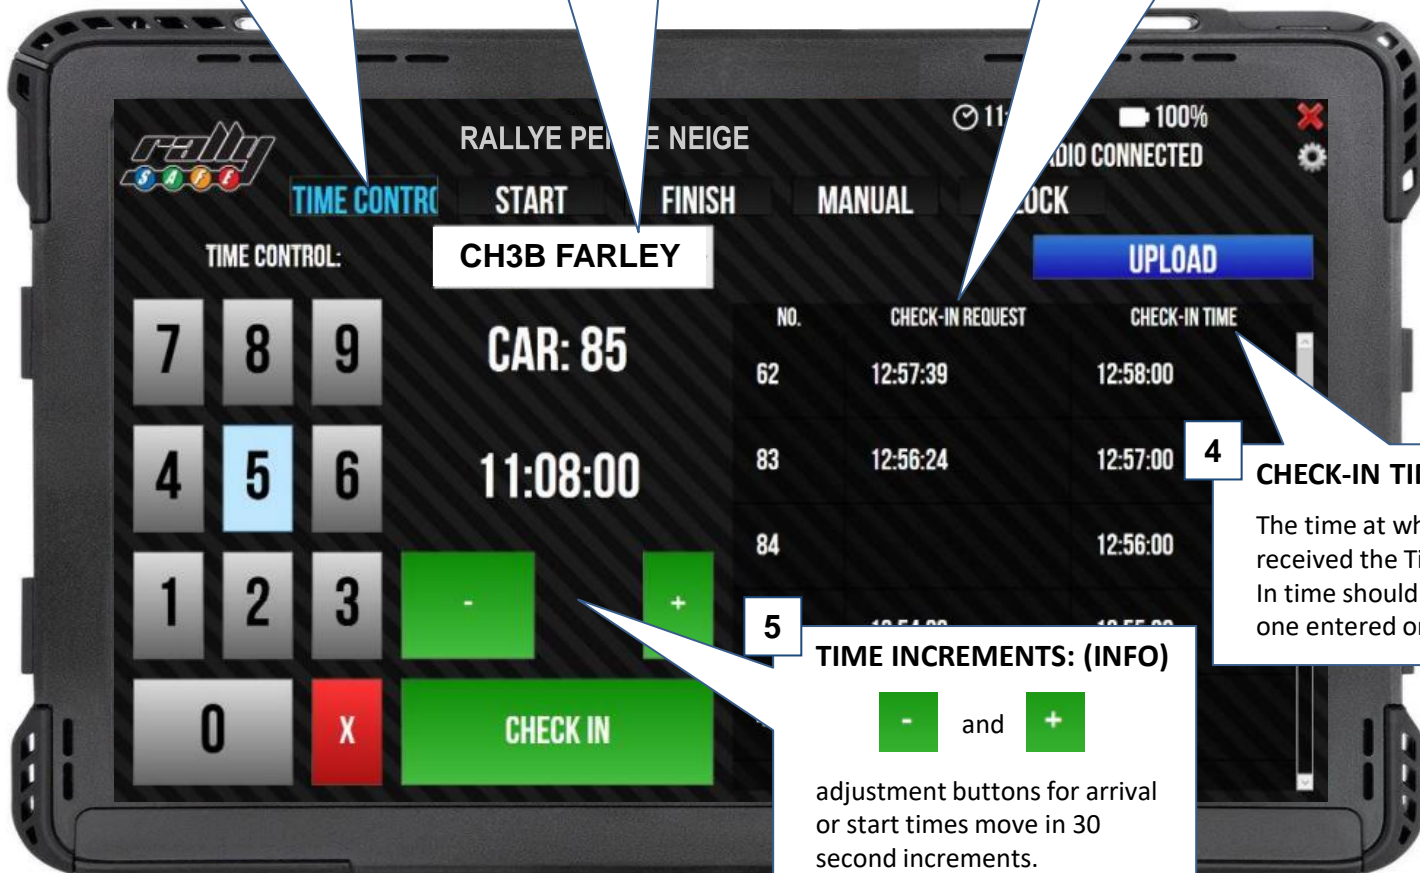 rally
SAFE
RALLYE PE E NEIGE
11:
100%
DIO CONNECTED
TIME CONTRO
START
FINISH
MANUAL
OCK
TIME CONTROL:
CH3B FARLEY
UPLOAD
NO. CHECK-IN REQUEST CHECK-IN TIME
7 8 9
CAR: 85
62 12:57:39 12:58:00
4 5 6
11:08:00
83 12:56:24 12:57:00
84 12:56:00
1 2 3
- +
0 X
CHECK IN
4
CHECK-IN TI
The time at wh
received the Ti
In time should
one entered o
5
TIME INCREMENTS: (INFO)
- and +
adjustment buttons for arrival
or start times move in 30
second increments.